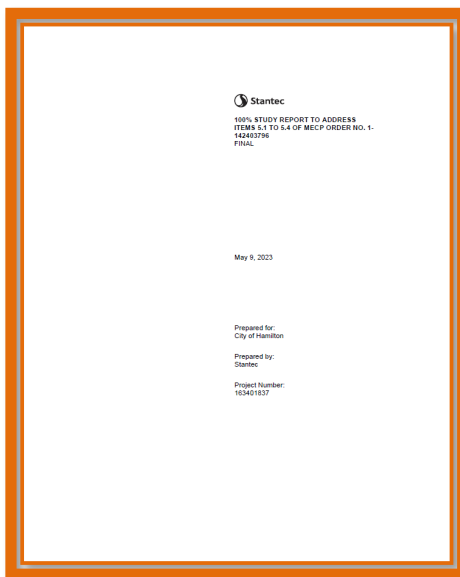 Stantec
100% STUDY REPORT TO ADDRESS
ITEMS 5.1 TO 5.4 OF MECP ORDER NO. 1-
142403796
FINAL
May 9, 2023
Prepared for:
City of Hamilton
Prepared by:
Stantec
Project Number:
163401837